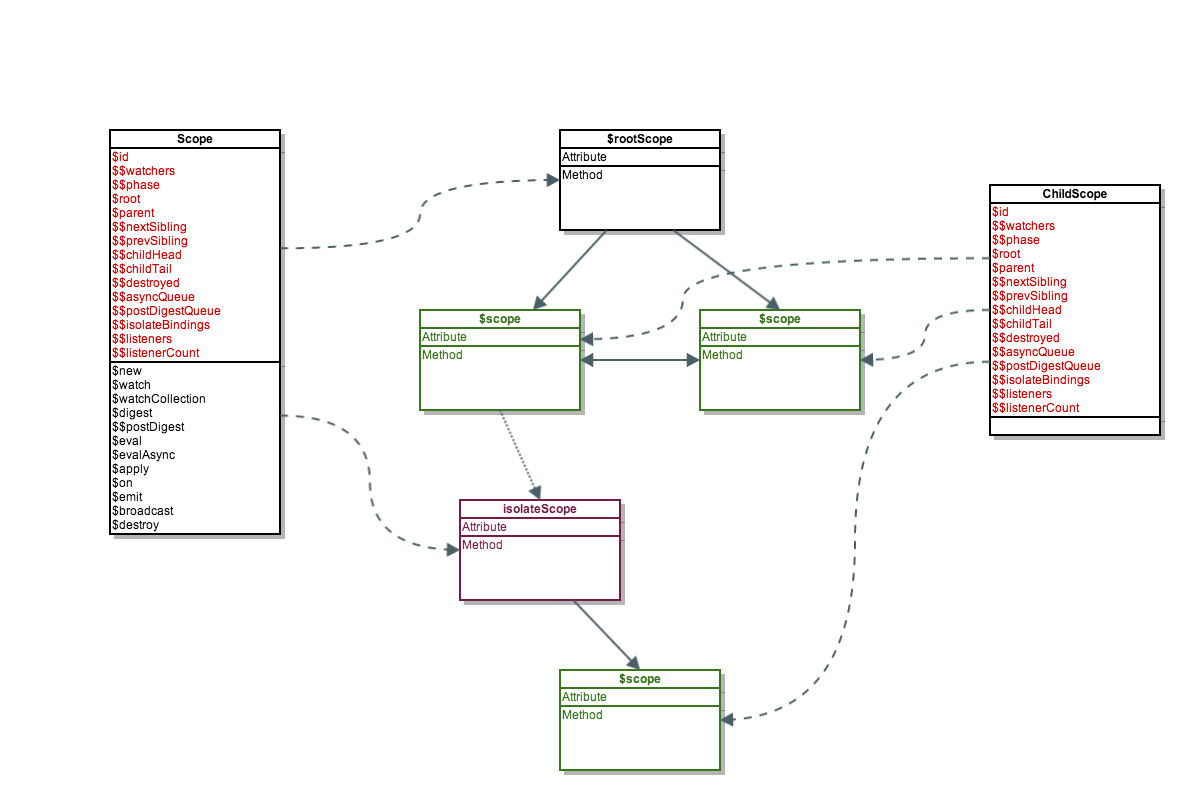 Scope
$id
$$watchers
$$phase
$root
$parent
$$nextSibling
$$prevSibling
$$childHead
$$childTail
$$destroyed
$$asyncQueue
$$postDigestQueue
$$isolateBindings
$$listeners
$$listenerCount
$new
$watch
$watchCollection
$digest
$$postDigest
$eval
$evalAsync
$apply
$on
$emit
$broadcast
$destroy
$rootScope
Attribute
Method
ChildScope
$id
$$watchers
$$phase
$root
$parent
$$nextSibling
$$prevSibling
$$childHead
$$childTail
$$destroyed
$$asyncQueue
$$postDigestQueue
$$isolateBindings
$$listeners
$$listenerCount
$scope
Attribute
Method
$scope
Attribute
Method
isolateScope
Attribute
Method
$scope
Attribute
Method